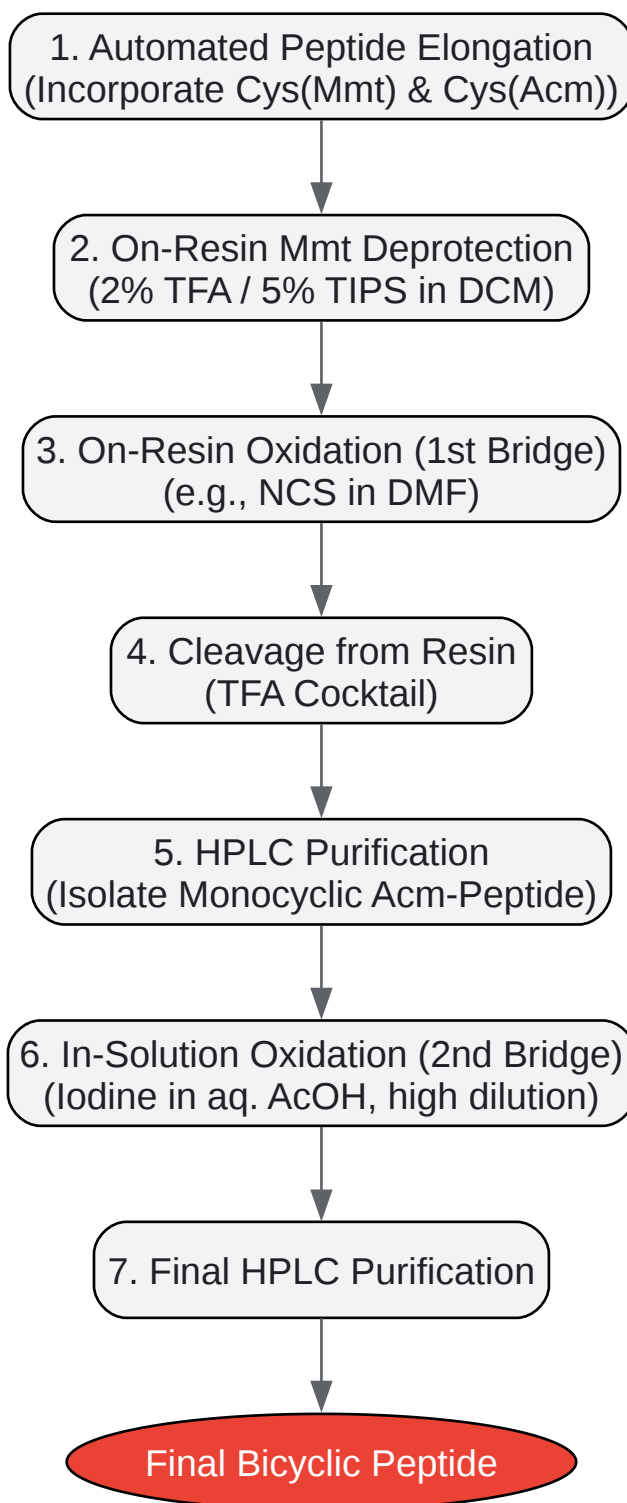 1. Automated Peptide Elongation
(Incorporate Cys(Mmt) & Cys(Acm))
2. On-Resin Mmt Deprotection
(2% TFA / 5% TIPS in DCM)
3. On-Resin Oxidation (1st Bridge)
(e.g., NCS in DMF)
4. Cleavage from Resin
(TFA Cocktail)
5. HPLC Purification
(Isolate Monocyclic Acm-Peptide)
6. In-Solution Oxidation (2nd Bridge)
(Iodine in aq. AcOH, high dilution)
7. Final HPLC Purification
Final Bicyclic Peptide